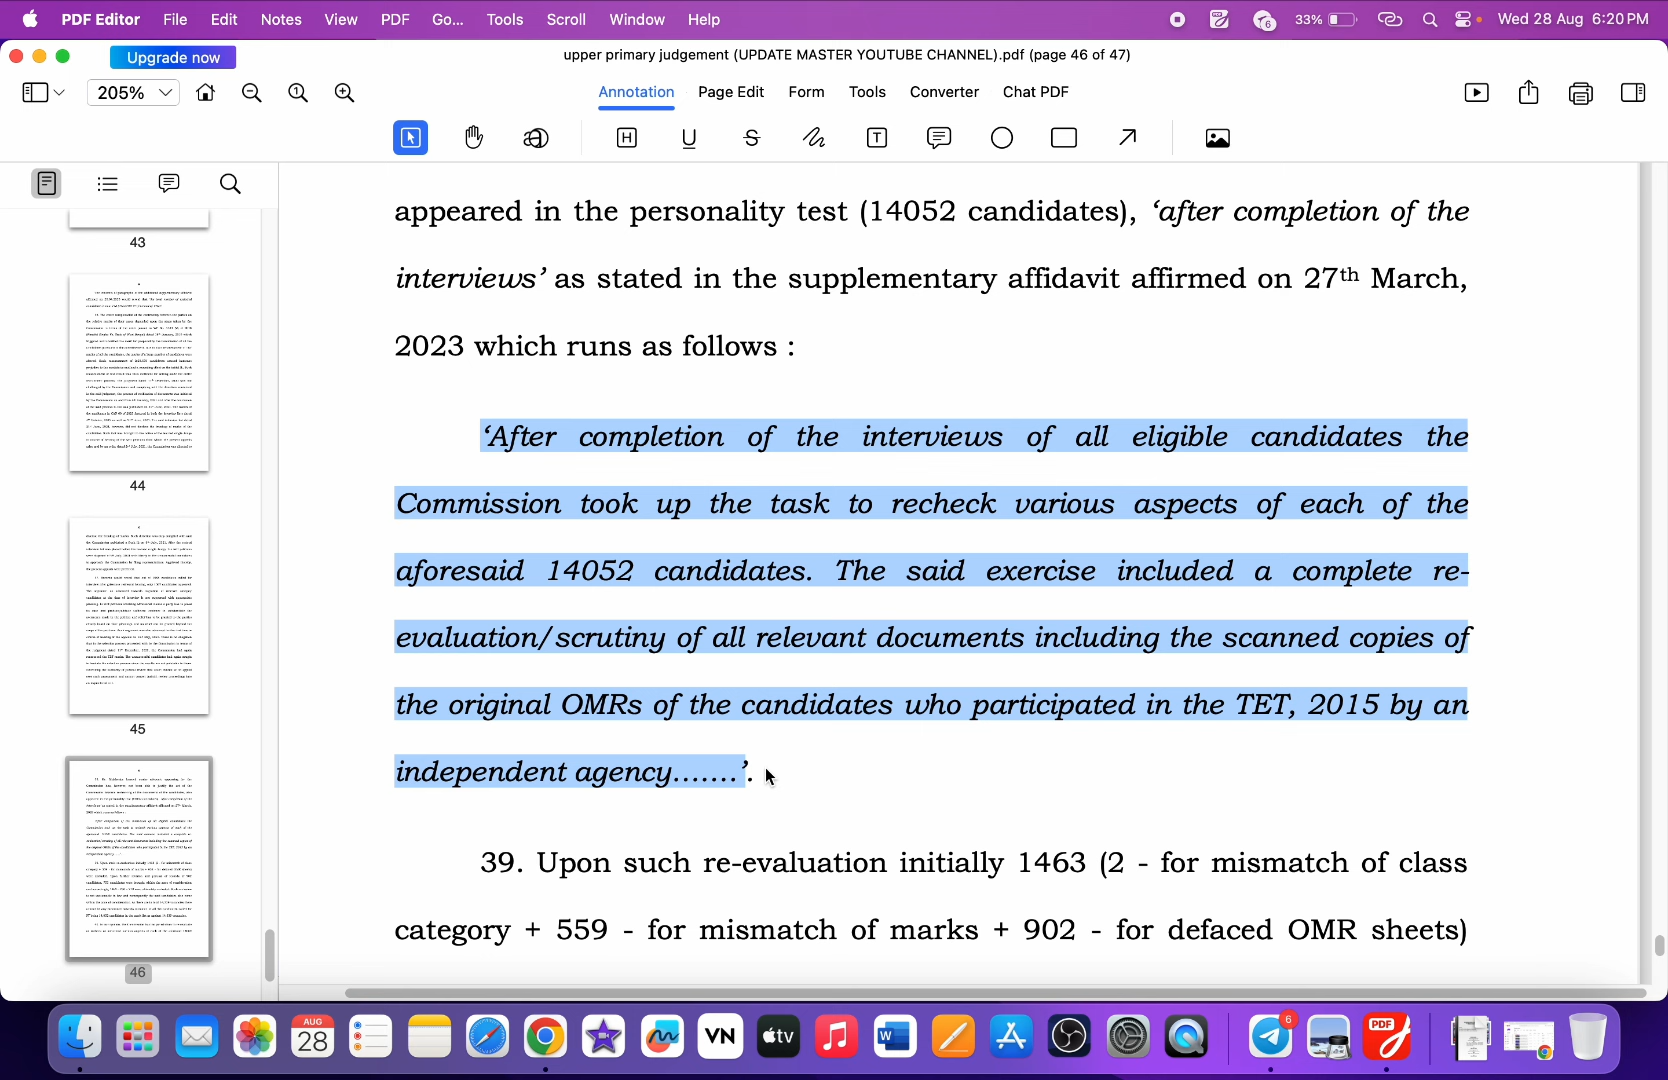 PDF Editor File Edit Notes View PDF Go... Tools Scroll Window Help 33% Wed 28 Aug 6:20 PM
Upgrade now upper primary judgement (UPDATE MASTER YOUTUBE CHANNEL).pdf (page 46 of 47)
205% Annotation Page Edit Form Tools Converter Chat PDF
43
44
45
46
appeared in the personality test (14052 candidates), ‘after completion of the
interviews’ as stated in the supplementary affidavit affirmed on 27th March,
2023 which runs as follows :
‘After completion of the interviews of all eligible candidates the
Commission took up the task to recheck various aspects of each of the
aforesaid 14052 candidates. The said exercise included a complete re-
evaluation/scrutiny of all relevant documents including the scanned copies of
the original OMRs of the candidates who participated in the TET, 2015 by an
independent agency.......’.
39. Upon such re-evaluation initially 1463 (2 - for mismatch of class
category + 559 - for mismatch of marks + 902 - for defaced OMR sheets)
AUG
28
VN
tv
W
6
PDF